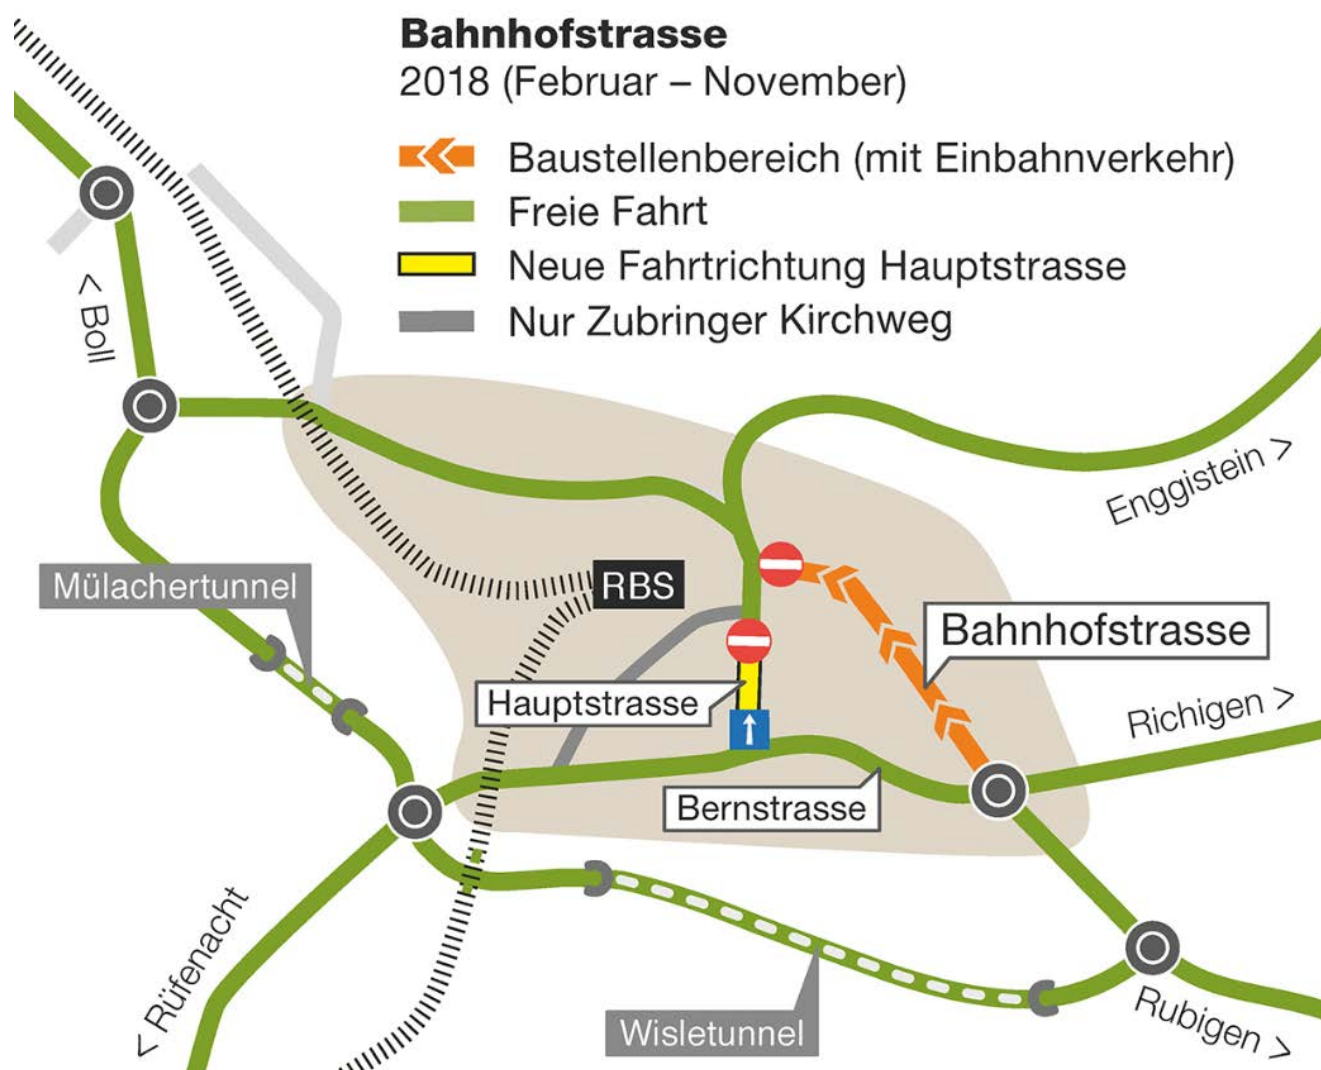 Bahnhofstrasse
2018 (Februar – November)
Baustellenbereich (mit Einbahnverkehr)
Freie Fahrt
Neue Fahrtrichtung Hauptstrasse
Nur Zubringer Kirchweg
< Boll
Enggistein >
Mülachertunnel
RBS
Bahnhofstrasse
Hauptstrasse
Richigen >
Bernstrasse
< Rüfenacht
Wisletunnel
Rubigen >